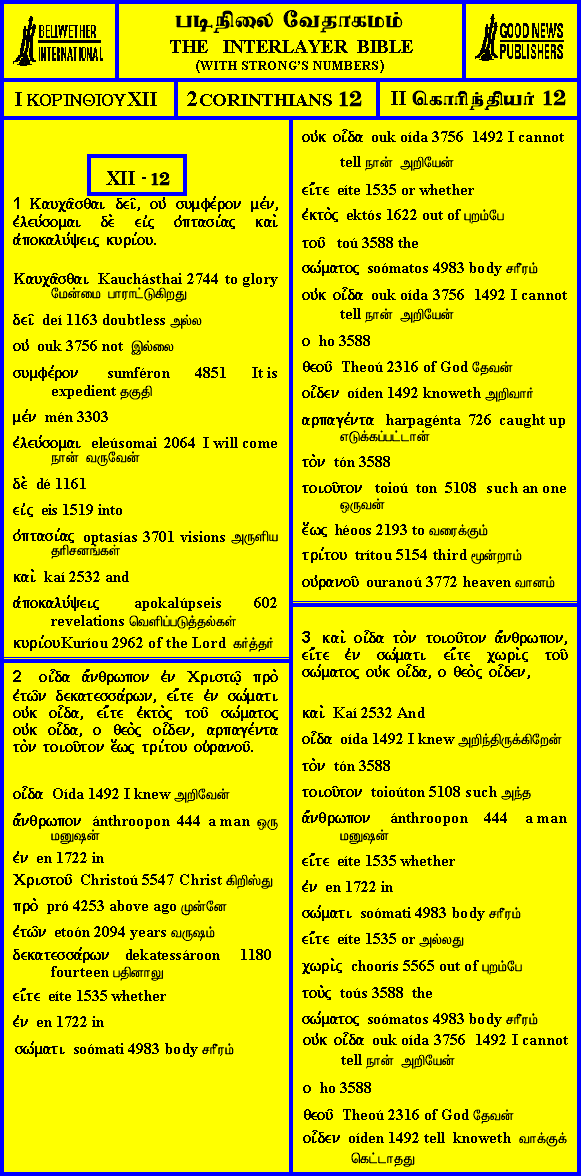 BELLWETHER
INTERNATIONAL
படிநிலை வேதாகமம்
THE INTERLAYER BIBLE
(WITH STRONG'S NUMBERS)
GOOD NEWS
PUBLISHERS
I ΚΟΡΙΝΘΙΟΥ XII
2 CORINTHIANS 12
II கொரிந்தியர் 12
XII - 12
1 Καυχᾶσθαι δεῖ, οὐ συμφέρον μέν,
ἐλεύσομαι δὲ εἰς ὀπτασίας καὶ
ἀποκαλύψεις κυρίου.
Καυχᾶσθαι Kauchásthai 2744 to glory
மேன்மை பாராட்டுகிறது
δεῖ deí 1163 doubtless அல்ல
οὐ ouk 3756 not இல்லை
συμφέρον sumféron 4851 It is
expedient தகுதி
μέν mén 3303
ἐλεύσομαι eleúsomai 2064 I will come
நான் வருவேன்
δὲ dé 1161
εἰς eis 1519 into
ὀπτασίας optasías 3701 visions அருளிய
தரிசனங்கள்
καὶ kaí 2532 and
ἀποκαλύψεις apokalúpseis 602
revelations வெளிப்படுத்தல்கள்
κυρίου Kuríou 2962 of the Lord கர்த்தர்
2 οἶδα ἄνθρωπον ἐν Χριστῷ πρὸ
ἐτῶν δεκατεσσάρων, εἴτε ἐν σώματι
οὐκ οἶδα, εἴτε ἐκτὸς τοῦ σώματος
οὐκ οἶδα, ο θεὸς οἶδεν, αρπαγέντα
τὸν τοιοῦτον ἕως τρίτου οὐρανοῦ.
οἶδα Oída 1492 I knew அறிவேன்
ἄνθρωπον ánthroopon 444 a man ஒரு
மனுஷன்
ἐν en 1722 in
Χριστοῦ Christoú 5547 Christ கிறிஸ்து
πρὸ pró 4253 above ago முன்னே
ἐτῶν etoón 2094 years வருஷம்
δεκατεσσάρων dekatessároon 1180
fourteen பதினாலு
εἴτε eíte 1535 whether
ἐν en 1722 in
σώματι soómati 4983 body சரீரம்
οὐκ οἶδα ouk oída 3756 1492 I cannot
tell நான் அறியேன்
εἴτε eíte 1535 or whether
ἐκτὸς ektós 1622 out of புறம்பே
τοῦ toú 3588 the
σώματος soómatos 4983 body சரீரம்
οὐκ οἶδα ouk oída 3756 1492 I cannot
tell நான் அறியேன்
ο ho 3588
θεοῦ Theoú 2316 of God தேவன்
οἶδεν oíden 1492 knoweth அறிவார்
αρπαγέντα harpagénta 726 caught up
எடுக்கப்பட்டான்
τὸν tón 3588
τοιοῦτον toioú ton 5108 such an one
ஒருவன்
ἕως héoos 2193 to வரைக்கும்
τρίτου trítou 5154 third மூன்றாம்
οὐρανοῦ ouranoú 3772 heaven வானம்
3 καὶ οἶδα τὸν τοιοῦτον ἄνθρωπον,
εἴτε ἐν σώματι εἴτε χωρὶς τοῦ
σώματος οὐκ οἶδα, ο θεὸς οἶδεν,
καὶ Kaí 2532 And
οἶδα oída 1492 I knew அறிந்திருக்கிறேன்
τὸν tón 3588
τοιοῦτον toioúton 5108 such அந்த
ἄνθρωπον ánthroopon 444 a man
மனுஷன்
εἴτε eíte 1535 whether
ἐν en 1722 in
σώματι soómati 4983 body சரீரம்
εἴτε eíte 1535 or அல்லது
χωρὶς choorís 5565 out of புறம்பே
τοὺς toús 3588 the
σώματος soómatos 4983 body சரீரம்
οὐκ οἶδα ouk oída 3756 1492 I cannot
tell நான் அறியேன்
ο ho 3588
θεοῦ Theoú 2316 of God தேவன்
οἶδεν oíden 1492 tell knoweth வாக்குக்
கெட்டாதது